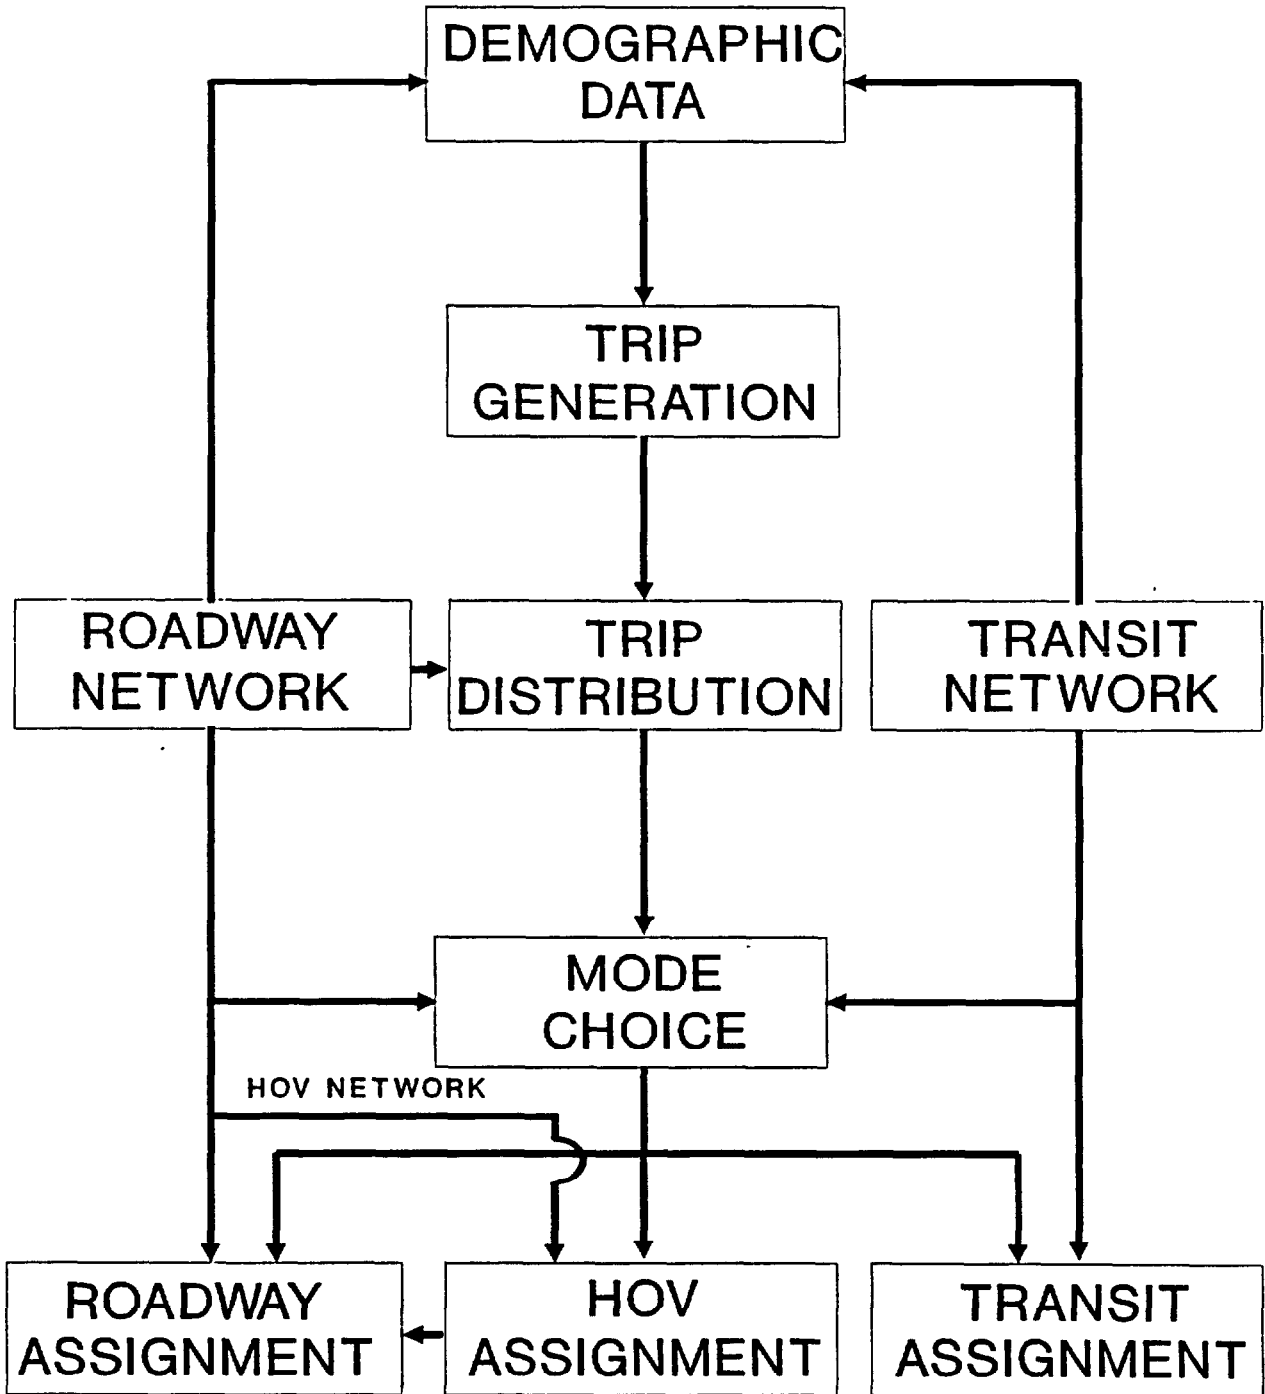 DEMOGRAPHIC
DATA
TRIP
GENERATION
ROADWAY
NETWORK
TRIP
DISTRIBUTION
TRANSIT
NETWORK
MODE
CHOICE
HOV NETWORK
ROADWAY
ASSIGNMENT
HOV
ASSIGNMENT
TRANSIT
ASSIGNMENT